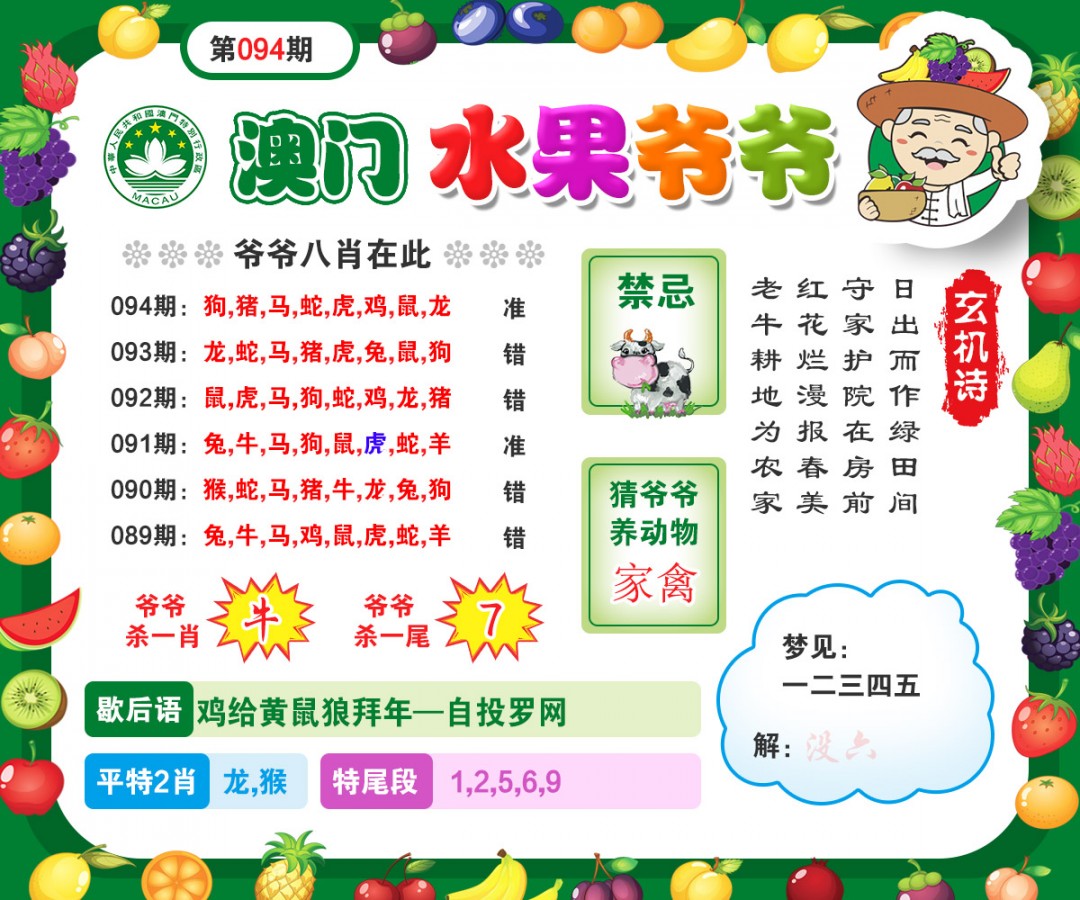 第094期
中華人民共和國澳門特別行政區
MACAU
澳门
水果爷爷
爷爷八肖在此
094期：狗,猪,马,蛇,虎,鸡,鼠,龙 准
093期：龙,蛇,马,猪,虎,兔,鼠,狗 错
092期：鼠,虎,马,狗,蛇,鸡,龙,猪 错
091期：兔,牛,马,狗,鼠,虎,蛇,羊 准
090期：猴,蛇,马,猪,牛,龙,兔,狗 错
089期：兔,牛,马,鸡,鼠,虎,蛇,羊 错
爷爷
杀一肖
牛
爷爷
杀一尾
7
禁忌
猜爷爷
养动物
家禽
玄机诗
日出而作绿田间
守家护院在房前
红花烂漫报春美
老牛耕地为农家
歇后语 鸡给黄鼠狼拜年—自投罗网
平特2肖 龙,猴
特尾段 1,2,5,6,9
梦见：
一二三四五
解：没六